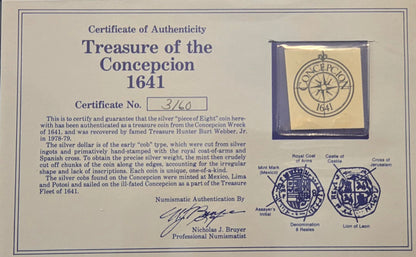 Certificate of Authenticity
Treasure of the
Concepcion
1641
Certificate No. 3160
This is to certify and guarantee that the silver "piece of Eight" coin here-
with has been authenticated as a treasure coin from the Concepcion Wreck
of 1641, and was recovered by famed Treasure Hunter Burt Webber, Jr.
in 1978-79.
The silver dollar is of the early "cob" type, which were cut from silver
ingots and primatively hand-stamped with the royal coat-of-arms and
Spanish cross. To obtain the precise silver weight, the mint then crudely
cut off chunks of the coin along the edges, accounting for the irregular
shape and lack of inscriptions. Each coin is unique, one-of-a-kind.
The silver cobs found on the Concepcion were minted at Mexico, Lima
and Potosi and sailed on the ill-fated Concepcion as a part of the Treasure
Fleet of 1641.
Numismatic Authentication By
Nicholas J. Bruyer
Professional Numismatist
CONCEPCION
1641
Royal Coat
of Arms
Castle of
Castile
Cross of
Jerusalem
Mint Mark
(Mexico)
Assayer's
Initial
Denomination
8 Reales
Lion of Leon